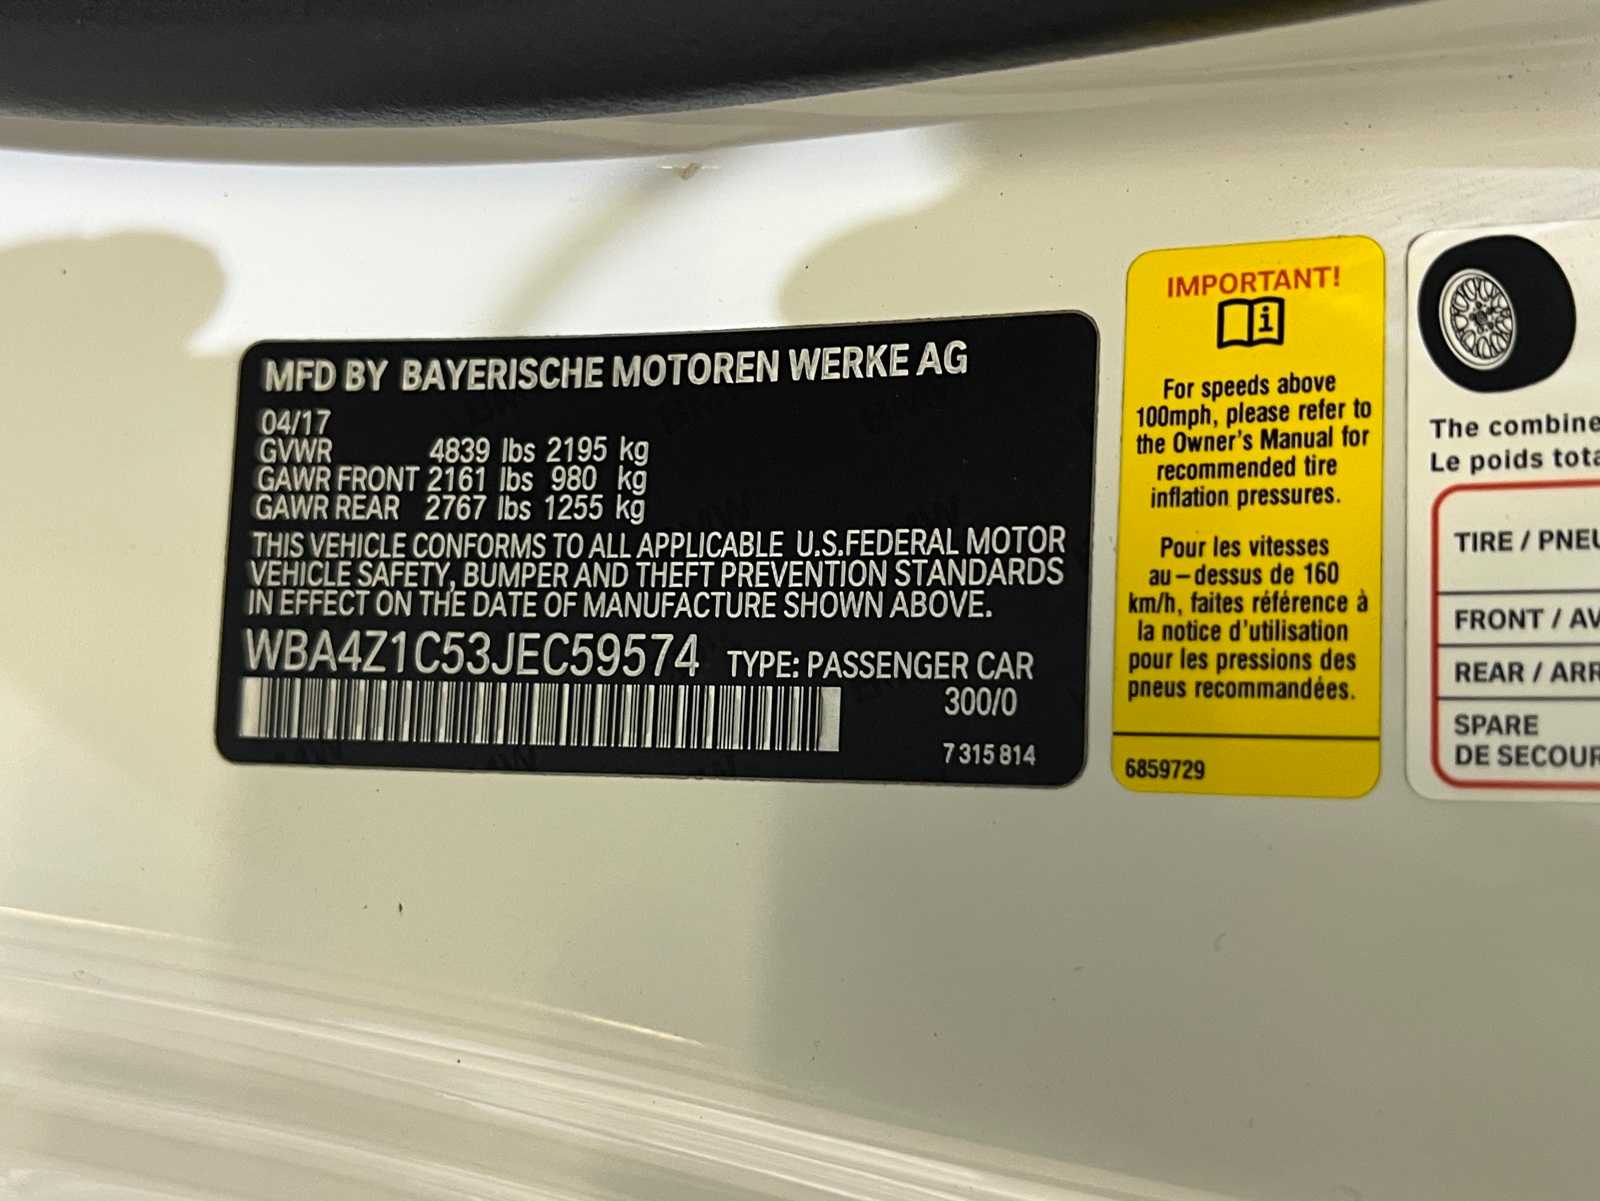 MFD BY BAYERISCHE MOTOREN WERKE AG
04/17
GVWR 4839 lbs 2195 kg
GAWR FRONT 2161 lbs 980 kg
GAWR REAR 2767 lbs 1255 kg
THIS VEHICLE CONFORMS TO ALL APPLICABLE U.S.FEDERAL MOTOR
VEHICLE SAFETY, BUMPER AND THEFT PREVENTION STANDARDS
IN EFFECT ON THE DATE OF MANUFACTURE SHOWN ABOVE.
WBA4Z1C53JEC59574 TYPE: PASSENGER CAR
300/0
7 315 814
IMPORTANT!
i
For speeds above
100mph, please refer to
the Owner's Manual for
recommended tire
inflation pressures.
Pour les vitesses
au–dessus de 160
km/h, faites référence à
la notice d'utilisation
pour les pressions des
pneus recommandées.
6859729
The combine
Le poids tota
TIRE / PNEU
FRONT / AV
REAR / ARR
SPARE
DE SECOUR